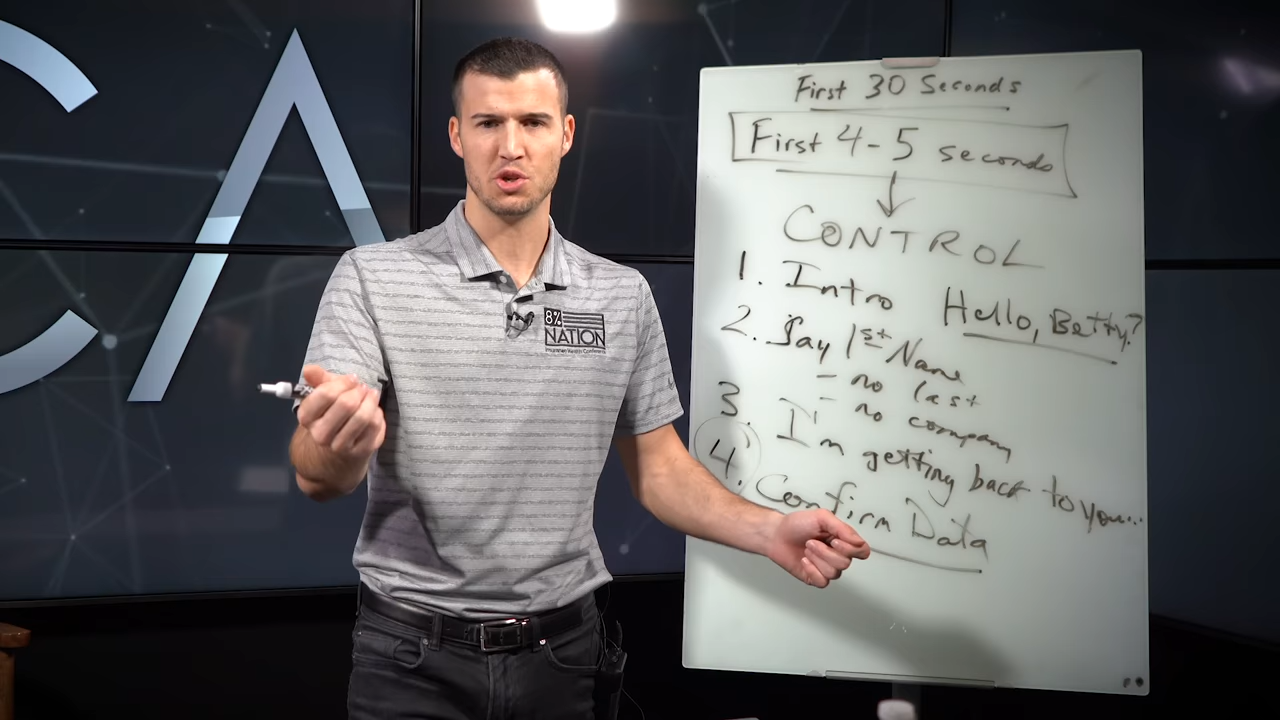 CA
8%
NATION
First 30 Seconds
First 4-5 seconds
CONTROL
1. Intro Hello, Betty?
2. Say 1st Name
- no last
- no company
3. I'm getting back to you...
4. Confirm Data